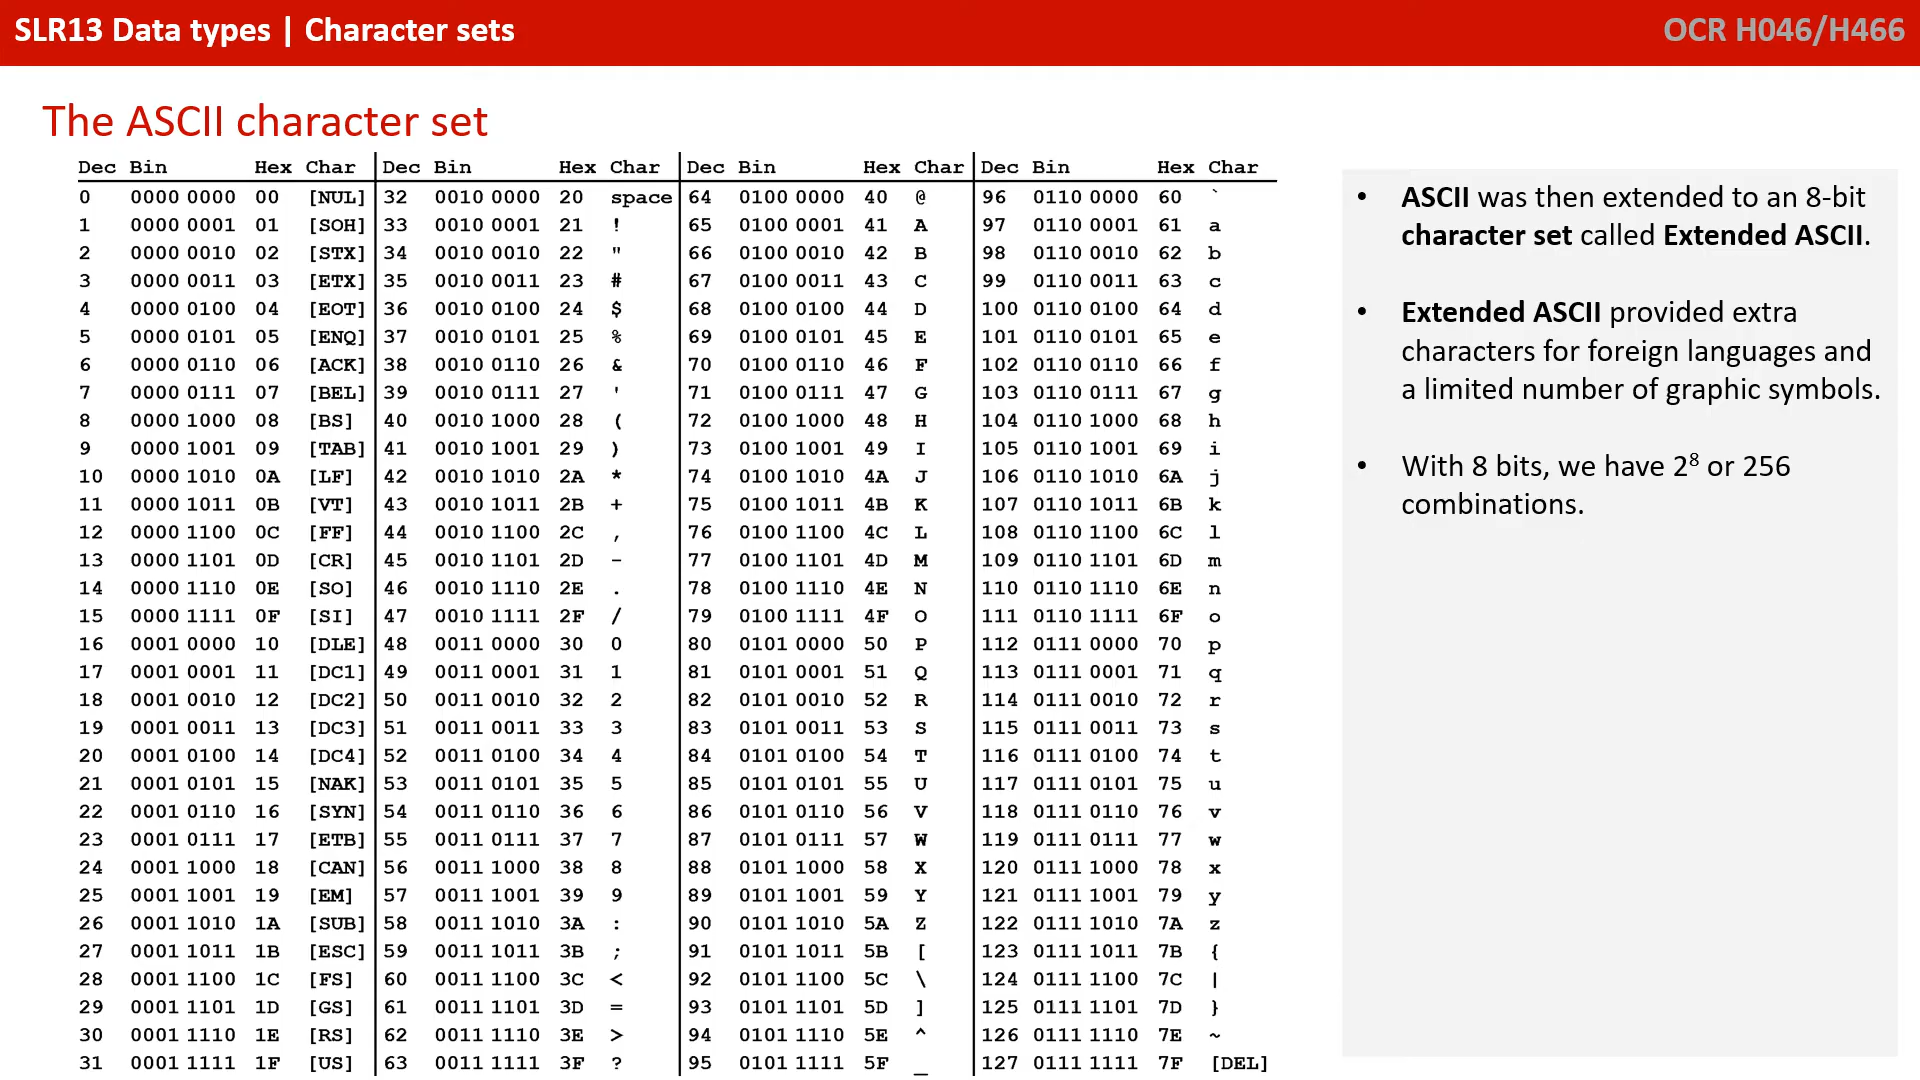 SLR13 Data types | Character sets
OCR H046/H466
The ASCII character set
Dec Bin Hex Char Dec Bin Hex Char Dec Bin Hex Char Dec Bin Hex Char
0 0000 0000 00 [NUL] 32 0010 0000 20 space 64 0100 0000 40 @ 96 0110 0000 60 `
1 0000 0001 01 [SOH] 33 0010 0001 21 ! 65 0100 0001 41 A 97 0110 0001 61 a
2 0000 0010 02 [STX] 34 0010 0010 22 " 66 0100 0010 42 B 98 0110 0010 62 b
3 0000 0011 03 [ETX] 35 0010 0011 23 # 67 0100 0011 43 C 99 0110 0011 63 c
4 0000 0100 04 [EOT] 36 0010 0100 24 $ 68 0100 0100 44 D 100 0110 0100 64 d
5 0000 0101 05 [ENQ] 37 0010 0101 25 % 69 0100 0101 45 E 101 0110 0101 65 e
6 0000 0110 06 [ACK] 38 0010 0110 26 & 70 0100 0110 46 F 102 0110 0110 66 f
7 0000 0111 07 [BEL] 39 0010 0111 27 ' 71 0100 0111 47 G 103 0110 0111 67 g
8 0000 1000 08 [BS] 40 0010 1000 28 ( 72 0100 1000 48 H 104 0110 1000 68 h
9 0000 1001 09 [TAB] 41 0010 1001 29 ) 73 0100 1001 49 I 105 0110 1001 69 i
10 0000 1010 0A [LF] 42 0010 1010 2A * 74 0100 1010 4A J 106 0110 1010 6A j
11 0000 1011 0B [VT] 43 0010 1011 2B + 75 0100 1011 4B K 107 0110 1011 6B k
12 0000 1100 0C [FF] 44 0010 1100 2C , 76 0100 1100 4C L 108 0110 1100 6C l
13 0000 1101 0D [CR] 45 0010 1101 2D - 77 0100 1101 4D M 109 0110 1101 6D m
14 0000 1110 0E [SO] 46 0010 1110 2E . 78 0100 1110 4E N 110 0110 1110 6E n
15 0000 1111 0F [SI] 47 0010 1111 2F / 79 0100 1111 4F O 111 0110 1111 6F o
16 0001 0000 10 [DLE] 48 0011 0000 30 0 80 0101 0000 50 P 112 0111 0000 70 p
17 0001 0001 11 [DC1] 49 0011 0001 31 1 81 0101 0001 51 Q 113 0111 0001 71 q
18 0001 0010 12 [DC2] 50 0011 0010 32 2 82 0101 0010 52 R 114 0111 0010 72 r
19 0001 0011 13 [DC3] 51 0011 0011 33 3 83 0101 0011 53 S 115 0111 0011 73 s
20 0001 0100 14 [DC4] 52 0011 0100 34 4 84 0101 0100 54 T 116 0111 0100 74 t
21 0001 0101 15 [NAK] 53 0011 0101 35 5 85 0101 0101 55 U 117 0111 0101 75 u
22 0001 0110 16 [SYN] 54 0011 0110 36 6 86 0101 0110 56 V 118 0111 0110 76 v
23 0001 0111 17 [ETB] 55 0011 0111 37 7 87 0101 0111 57 W 119 0111 0111 77 w
24 0001 1000 18 [CAN] 56 0011 1000 38 8 88 0101 1000 58 X 120 0111 1000 78 x
25 0001 1001 19 [EM] 57 0011 1001 39 9 89 0101 1001 59 Y 121 0111 1001 79 y
26 0001 1010 1A [SUB] 58 0011 1010 3A : 90 0101 1010 5A Z 122 0111 1010 7A z
27 0001 1011 1B [ESC] 59 0011 1011 3B ; 91 0101 1011 5B [ 123 0111 1011 7B {
28 0001 1100 1C [FS] 60 0011 1100 3C < 92 0101 1100 5C \ 124 0111 1100 7C |
29 0001 1101 1D [GS] 61 0011 1101 3D = 93 0101 1101 5D ] 125 0111 1101 7D }
30 0001 1110 1E [RS] 62 0011 1110 3E > 94 0101 1110 5E ^ 126 0111 1110 7E ~
31 0001 1111 1F [US] 63 0011 1111 3F ? 95 0101 1111 5F _ 127 0111 1111 7F [DEL]
• ASCII was then extended to an 8-bit
character set called Extended ASCII.
• Extended ASCII provided extra
characters for foreign languages and
a limited number of graphic symbols.
• With 8 bits, we have 2⁸ or 256
combinations.